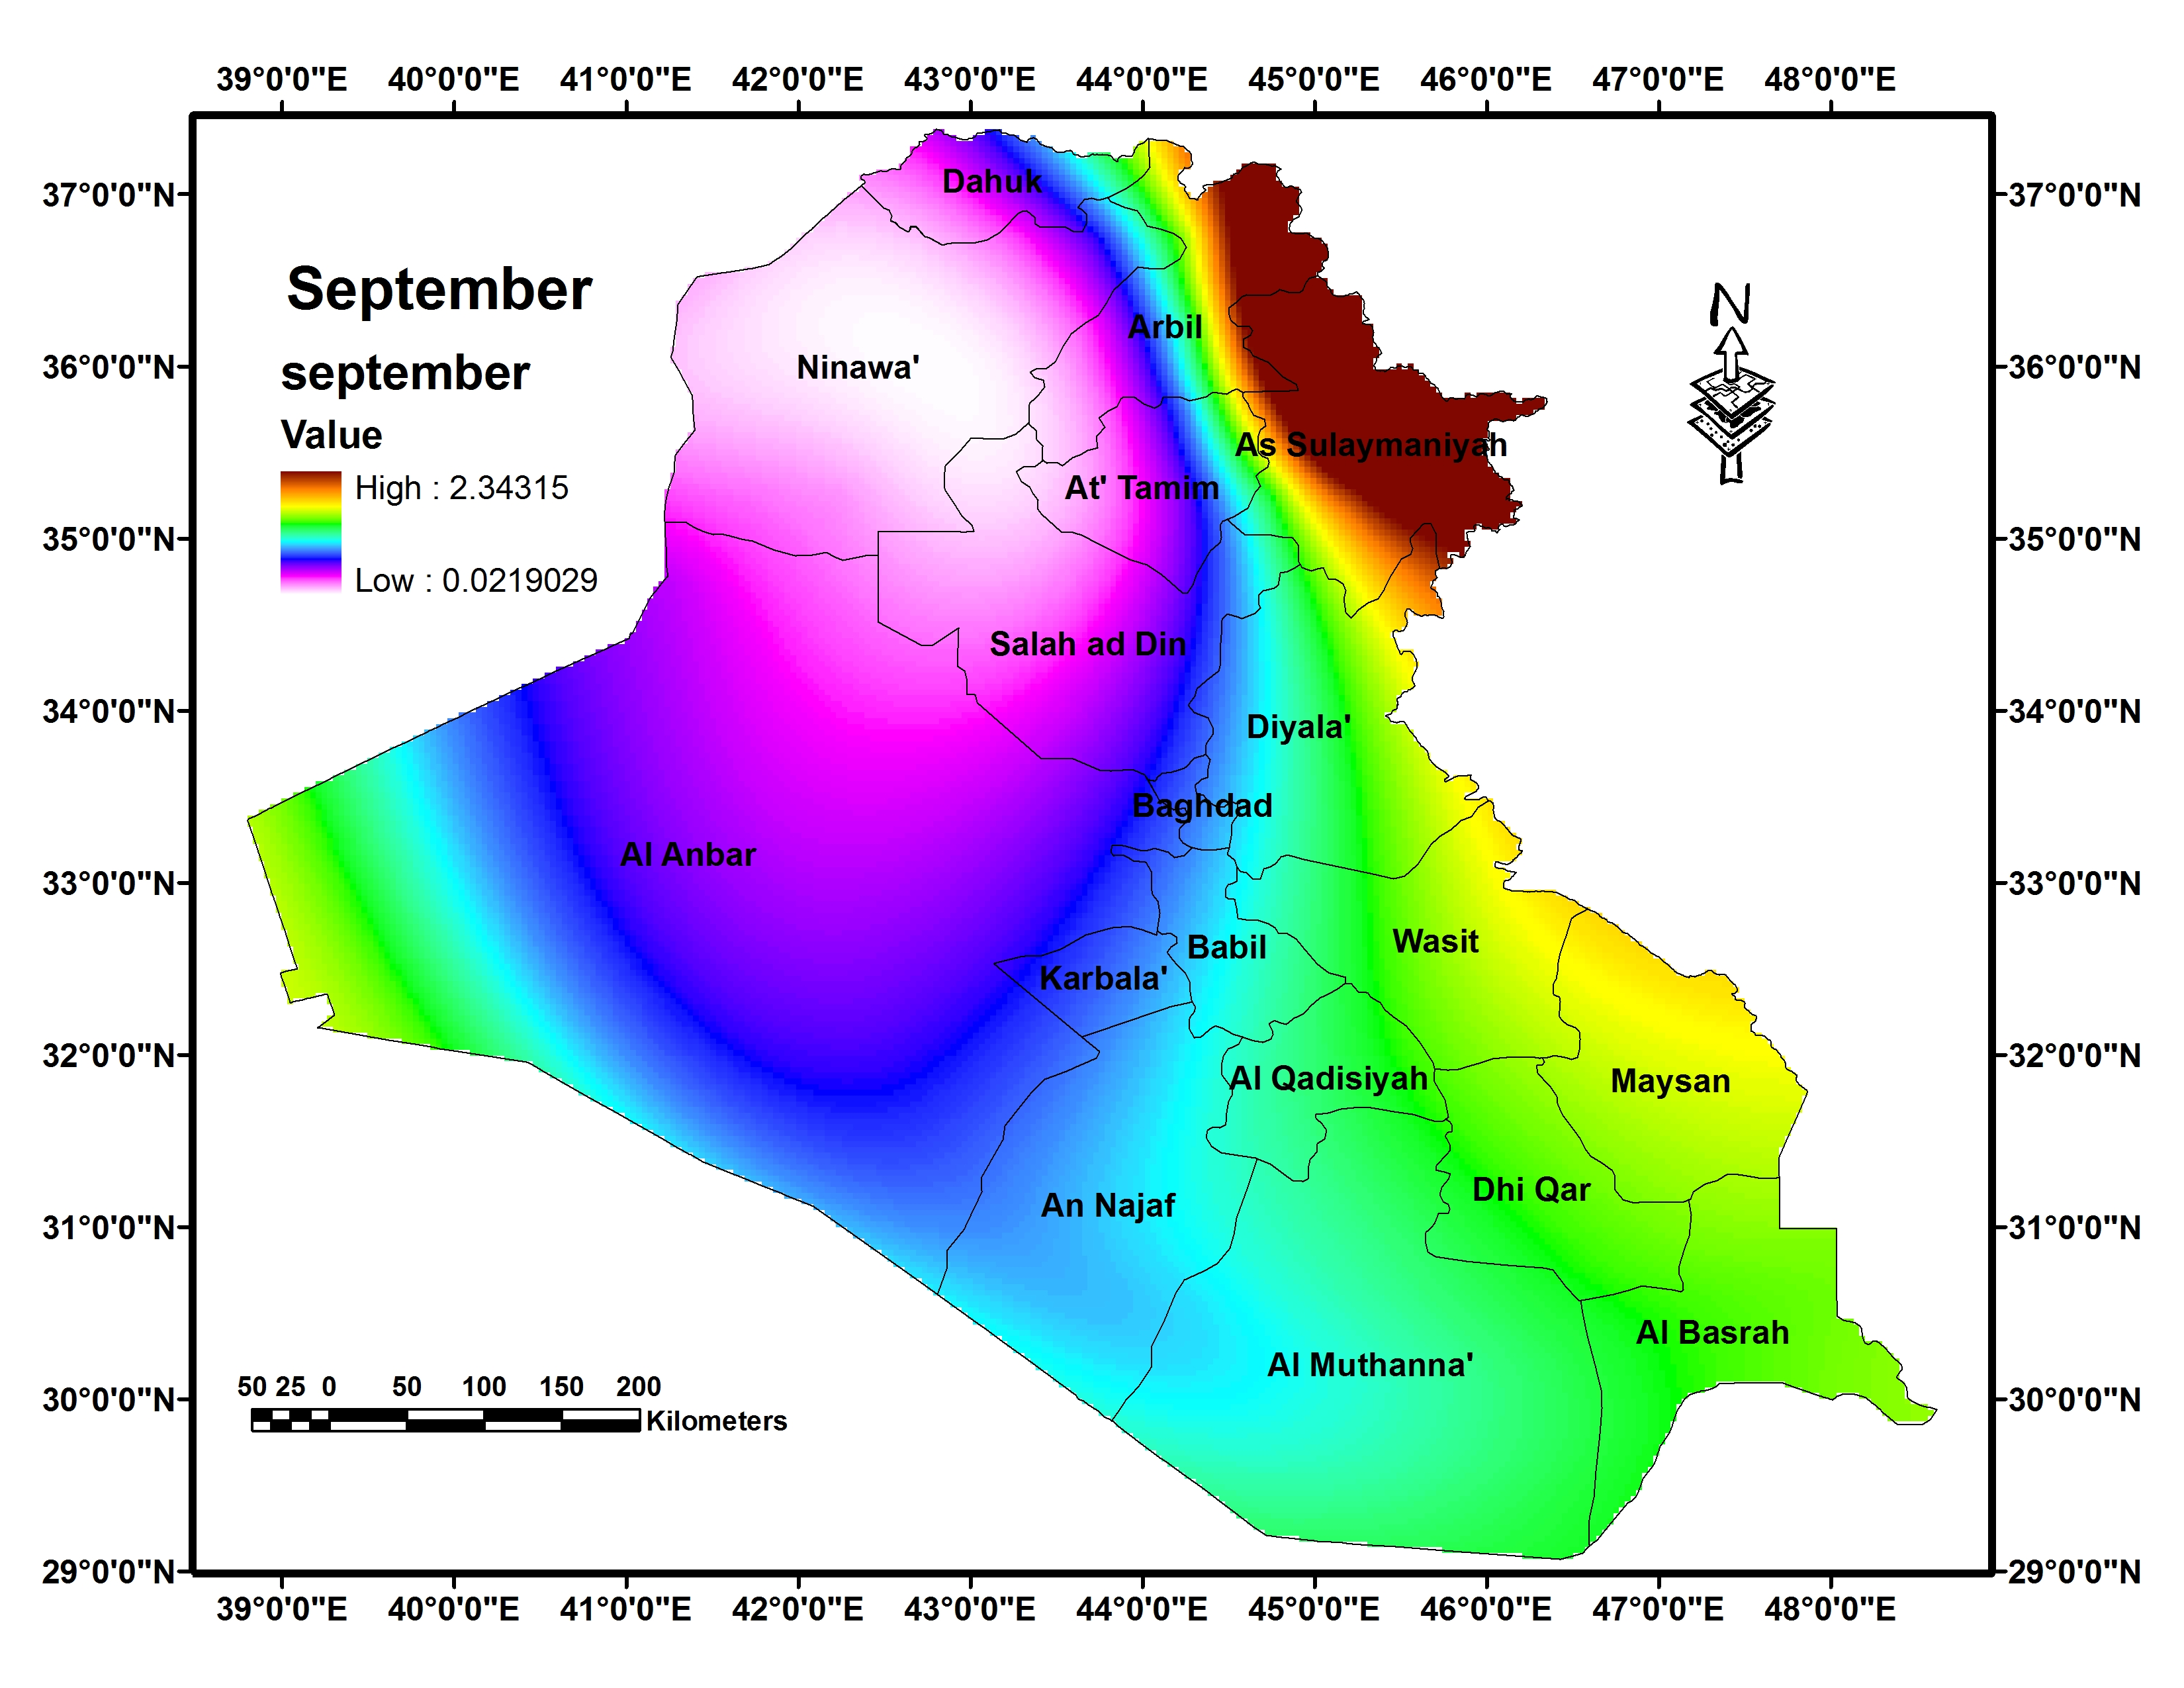 39°0'0"E 40°0'0"E 41°0'0"E 42°0'0"E 43°0'0"E 44°0'0"E 45°0'0"E 46°0'0"E 47°0'0"E 48°0'0"E
37°0'0"N 37°0'0"N
36°0'0"N 36°0'0"N
35°0'0"N 35°0'0"N
34°0'0"N 34°0'0"N
33°0'0"N 33°0'0"N
32°0'0"N 32°0'0"N
31°0'0"N 31°0'0"N
30°0'0"N 30°0'0"N
29°0'0"N 29°0'0"N
September
september
Value
High : 2.34315
Low : 0.0219029
N
Dahuk
Arbil
Ninawa'
As Sulaymaniyah
At' Tamim
Salah ad Din
Diyala'
Baghdad
Al Anbar
Wasit
Babil
Karbala'
Al Qadisiyah
Maysan
Dhi Qar
An Najaf
Al Basrah
Al Muthanna'
50 25 0 50 100 150 200
Kilometers
39°0'0"E 40°0'0"E 41°0'0"E 42°0'0"E 43°0'0"E 44°0'0"E 45°0'0"E 46°0'0"E 47°0'0"E 48°0'0"E